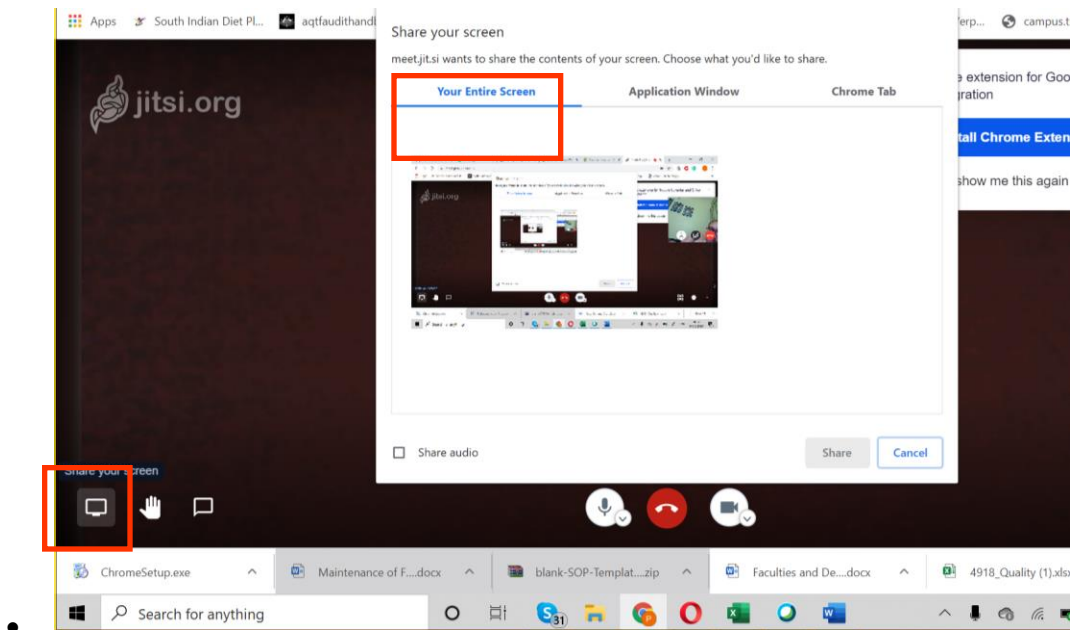 Apps South Indian Diet Pl... aqtfaudithandl
erp... campus.t
Share your screen
meet.jit.si wants to share the contents of your screen. Choose what you'd like to share.
Your Entire Screen Application Window Chrome Tab
jitsi.org
e extension for Goo
gration
tall Chrome Exten
show me this again
jitsi.org
Share audio
Share Cancel
Share your screen
ChromeSetup.exe Maintenance of F....docx blank-SOP-Templat....zip Faculties and De....docx 4918_Quality (1).xlsx
Search for anything
31